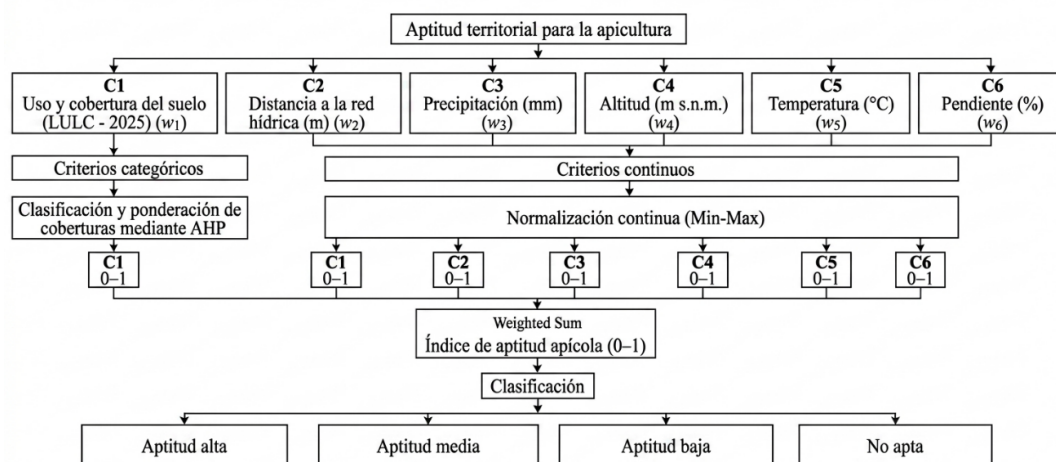 Aptitud territorial para la apicultura
C1
Uso y cobertura del suelo
(LULC - 2025) (w₁)
C2
Distancia a la red
hídrica (m) (w₂)
C3
Precipitación (mm)
(w₃)
C4
Altitud (m s.n.m.)
(w₄)
C5
Temperatura (°C)
(w₅)
C6
Pendiente (%)
(w₆)
Criterios categóricos
Criterios continuos
Clasificación y ponderación de
coberturas mediante AHP
Normalización continua (Min-Max)
C1
0–1
C1
0–1
C2
0–1
C3
0–1
C4
0–1
C5
0–1
C6
0–1
Weighted Sum
Índice de aptitud apícola (0–1)
Clasificación
Aptitud alta
Aptitud media
Aptitud baja
No apta